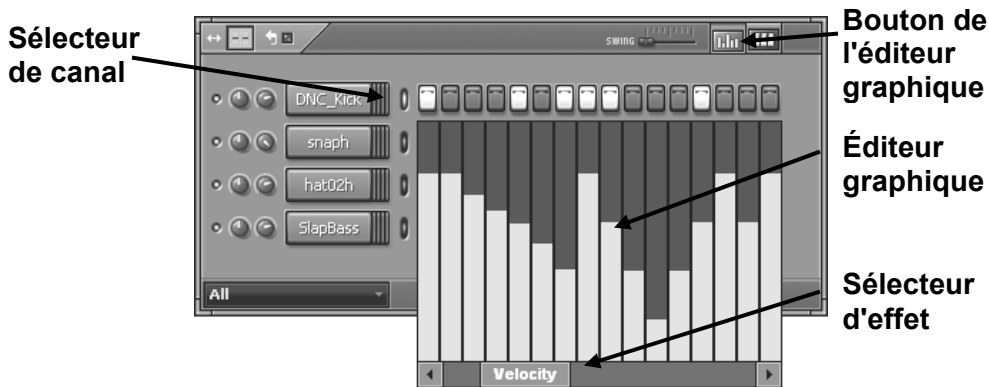 Sélecteur
de canal
SWING
Bouton de
l'éditeur
graphique
DNC_Kick
snaph
hat02h
SlapBass
Éditeur
graphique
All
Sélecteur
d'effet
Velocity